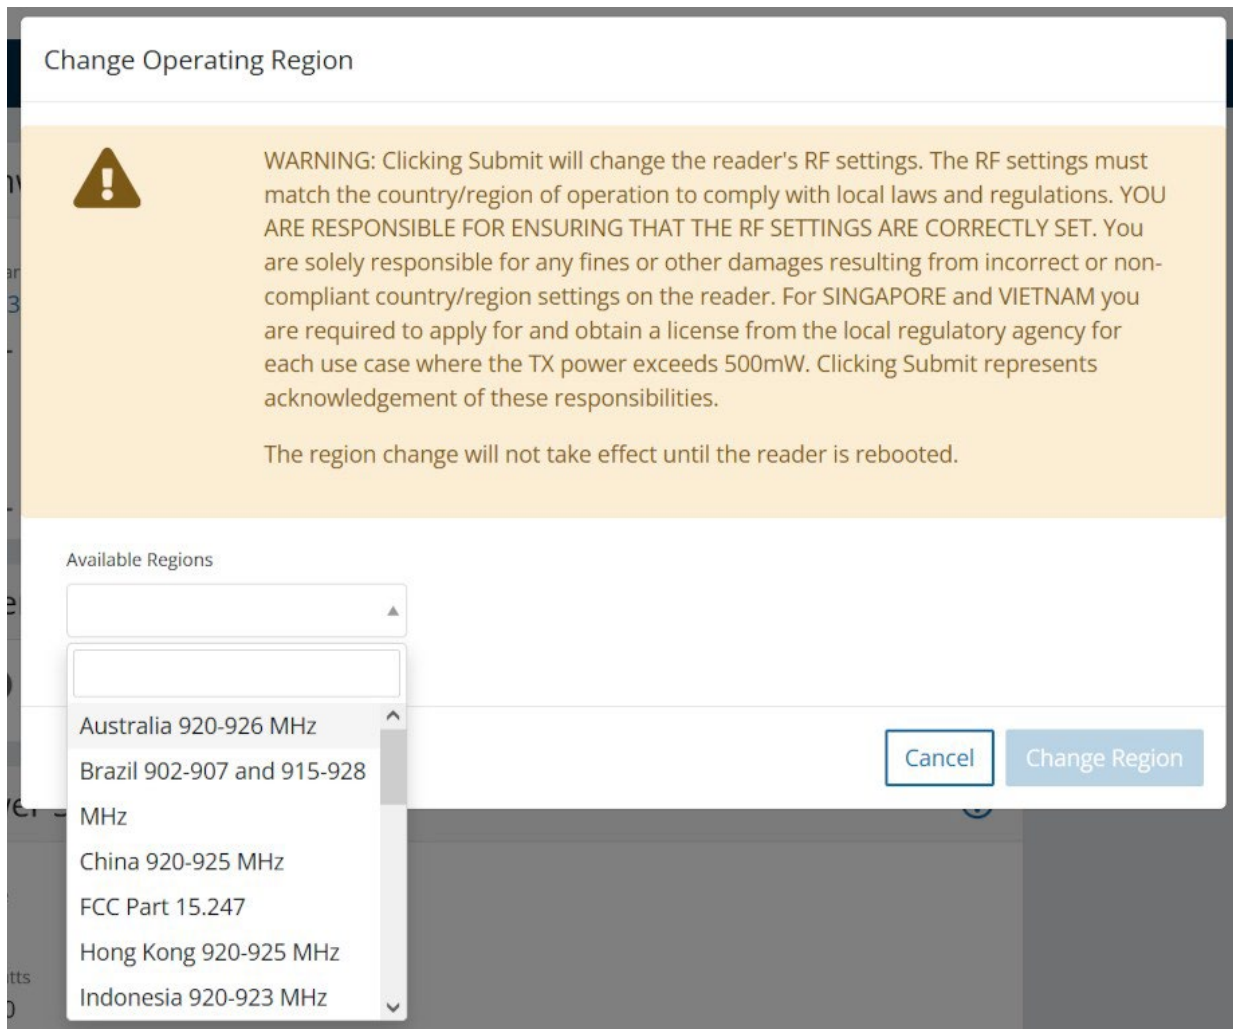 Change Operating Region
WARNING: Clicking Submit will change the reader's RF settings. The RF settings must
match the country/region of operation to comply with local laws and regulations. YOU
ARE RESPONSIBLE FOR ENSURING THAT THE RF SETTINGS ARE CORRECTLY SET. You
are solely responsible for any fines or other damages resulting from incorrect or non-
compliant country/region settings on the reader. For SINGAPORE and VIETNAM you
are required to apply for and obtain a license from the local regulatory agency for
each use case where the TX power exceeds 500mW. Clicking Submit represents
acknowledgement of these responsibilities.
The region change will not take effect until the reader is rebooted.
Available Regions
Australia 920-926 MHz
Brazil 902-907 and 915-928
MHz
China 920-925 MHz
FCC Part 15.247
Hong Kong 920-925 MHz
Indonesia 920-923 MHz
Cancel
Change Region